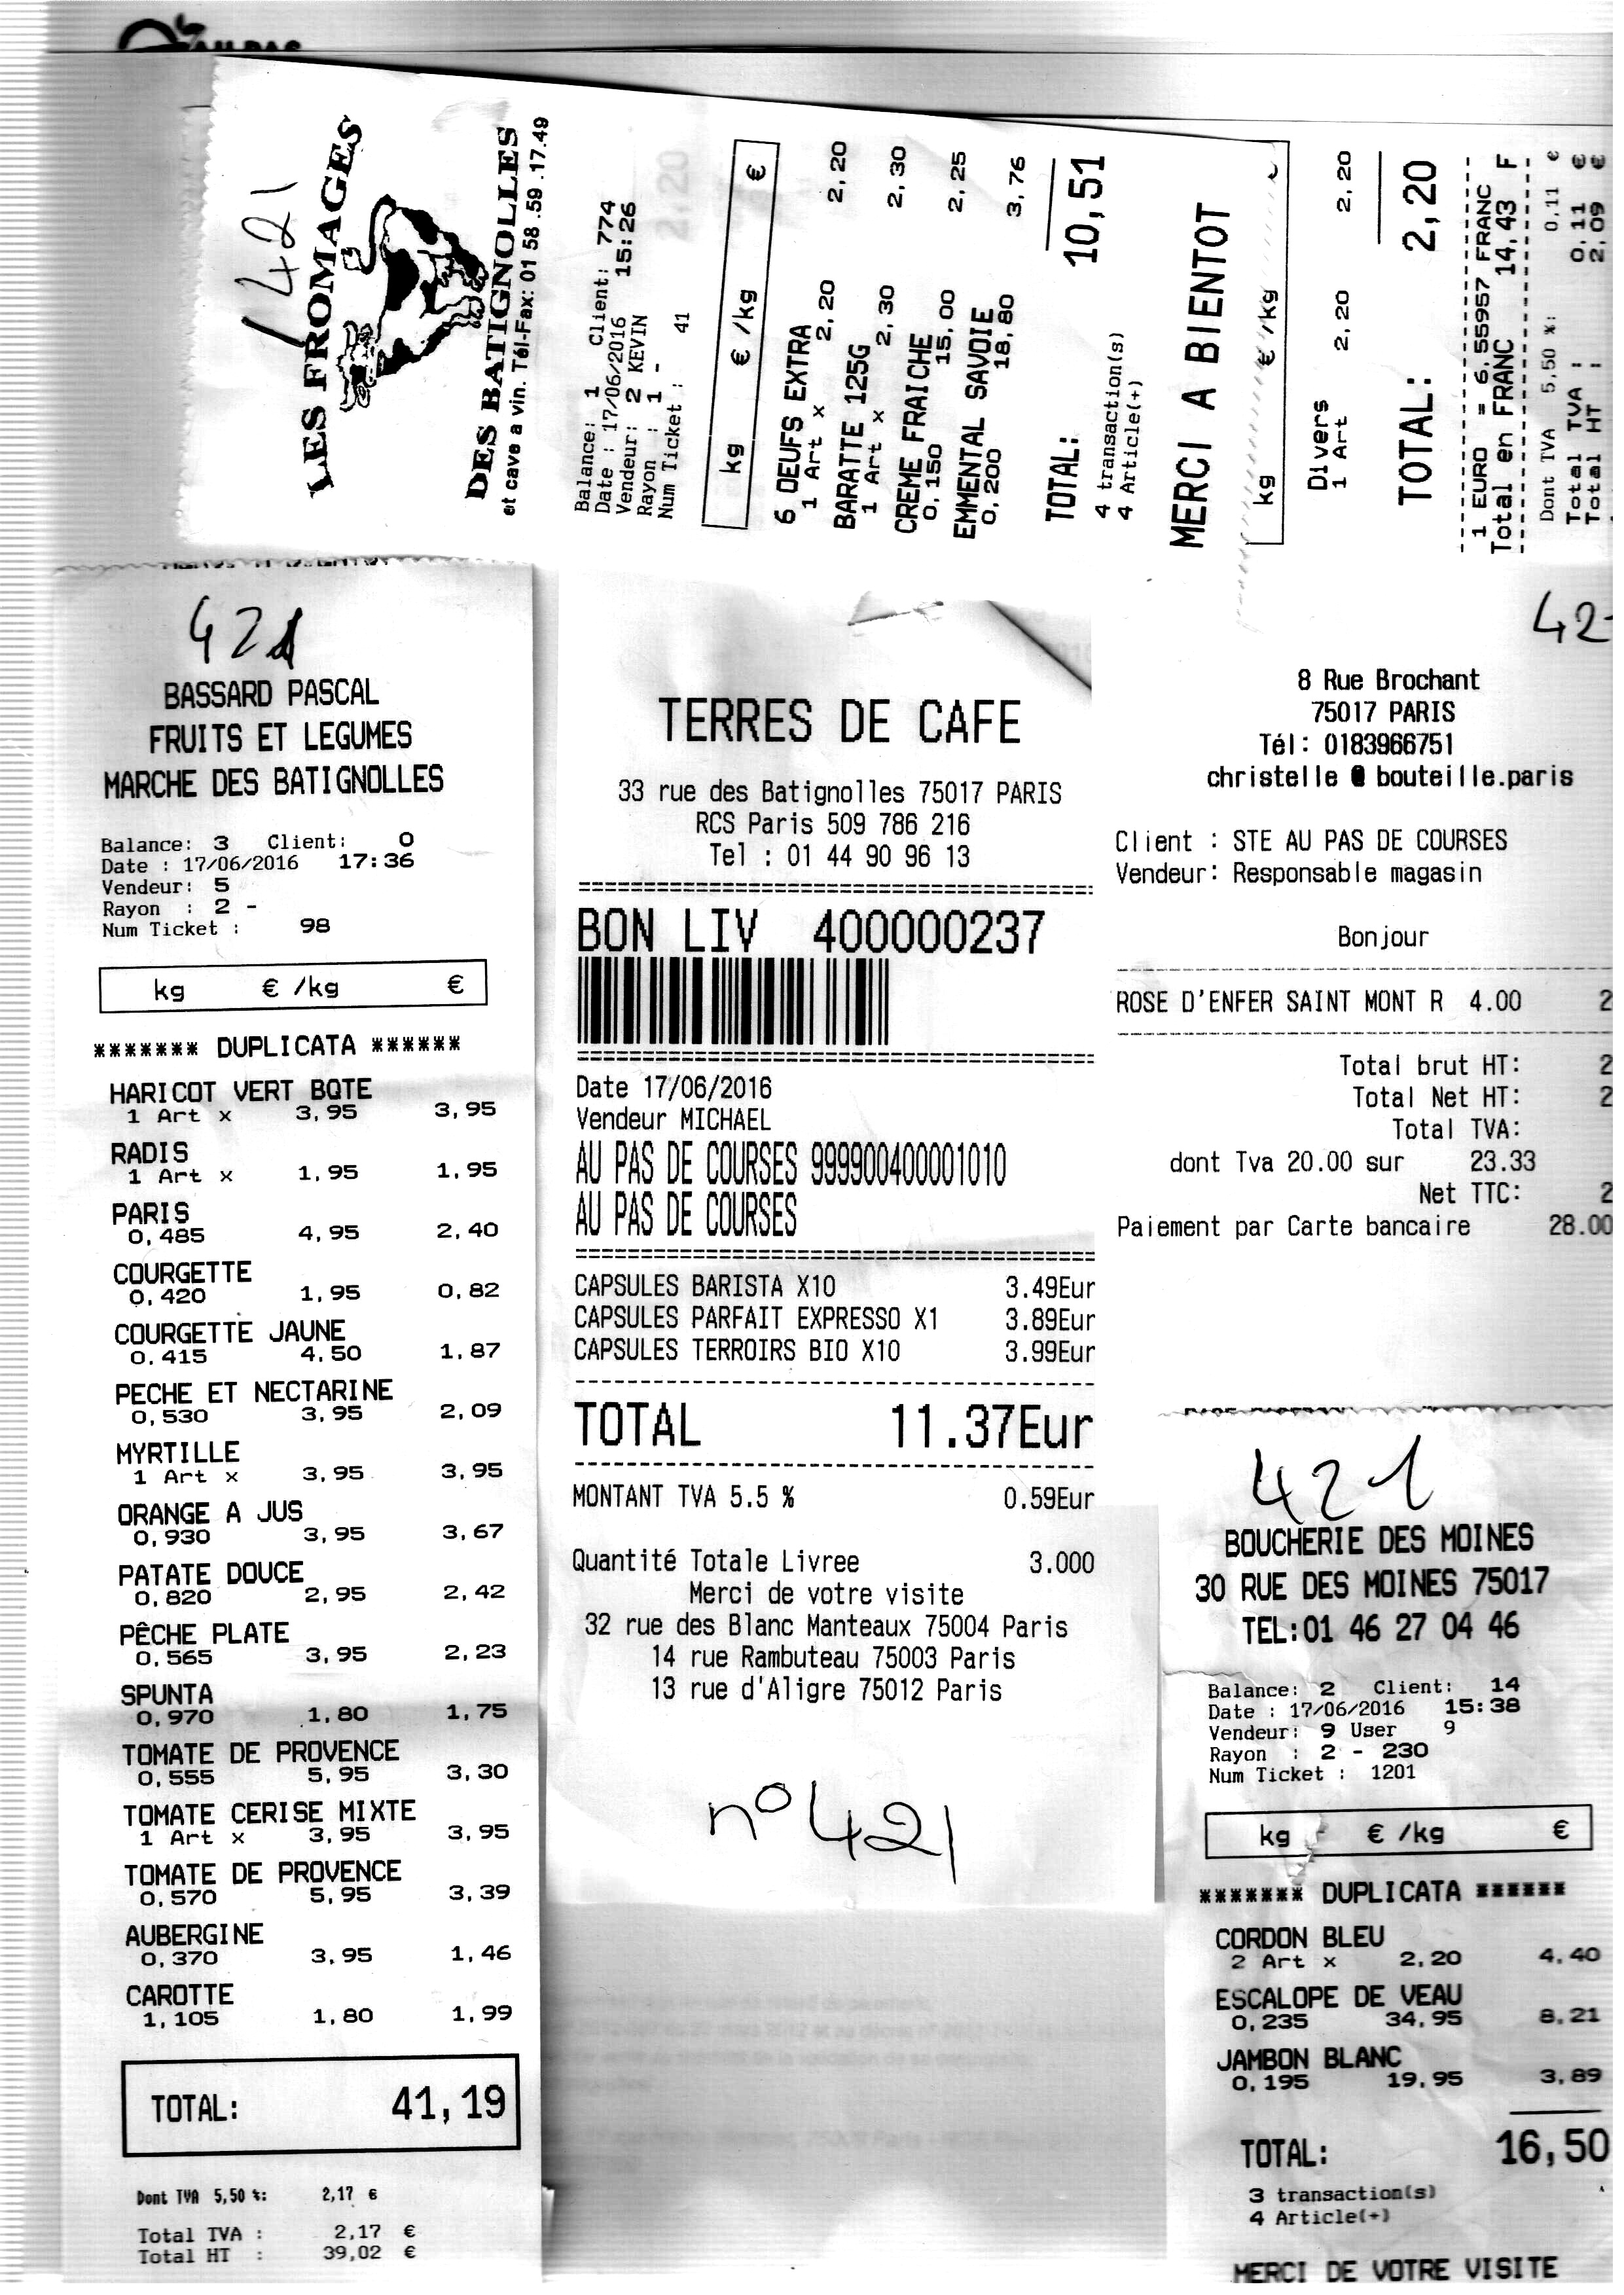 AU PAS
421
LES FROMAGES
DES BATIGNOLLES
et cave a vin. Tél-Fax: 01 58 .59 .17.49
Balance: 1 Client: 774
Date : 17/06/2016 15:26
Vendeur: 2 KEVIN
Rayon : 1 -
Num Ticket : 41
kg € /kg €
6 OEUFS EXTRA
1 Art x 2,20 2,20
BARATTE 125G
1 Art x 2,30 2,30
CREME FRAICHE
0,150 15,00 2,25
EMMENTAL SAVOIE
0,200 18,80 3,76
TOTAL: 10,51
4 transaction(s)
4 Article(+)
MERCI A BIENTOT
kg € /kg €
Divers
1 Art 2,20 2,20
TOTAL: 2,20
1 EURO = 6,55957 FRANC
Total en FRANC 14,43 F
Dont TVA 5,50 %: 0,11 €
Total TVA : 0,11 €
Total HT : 2,09 €
421
BASSARD PASCAL
FRUITS ET LEGUMES
MARCHE DES BATIGNOLLES
Balance: 3 Client: 0
Date : 17/06/2016 17:36
Vendeur: 5
Rayon : 2 -
Num Ticket : 98
kg € /kg €
******* DUPLICATA ******
HARICOT VERT BOTE
1 Art x 3,95 3,95
RADIS
1 Art x 1,95 1,95
PARIS
0,485 4,95 2,40
COURGETTE
0,420 1,95 0,82
COURGETTE JAUNE
0,415 4,50 1,87
PECHE ET NECTARINE
0,530 3,95 2,09
MYRTILLE
1 Art x 3,95 3,95
ORANGE A JUS
0,930 3,95 3,67
PATATE DOUCE
0,820 2,95 2,42
PÊCHE PLATE
0,565 3,95 2,23
SPUNTA
0,970 1,80 1,75
TOMATE DE PROVENCE
0,555 5,95 3,30
TOMATE CERISE MIXTE
1 Art x 3,95 3,95
TOMATE DE PROVENCE
0,570 5,95 3,39
AUBERGINE
0,370 3,95 1,46
CAROTTE
1,105 1,80 1,99
TOTAL: 41,19
Dont TVA 5,50 %: 2,17 €
Total TVA : 2,17 €
Total HT : 39,02 €
TERRES DE CAFE
33 rue des Batignolles 75017 PARIS
RCS Paris 509 786 216
Tel : 01 44 90 96 13
BON LIV 400000237
Date 17/06/2016
Vendeur MICHAEL
AU PAS DE COURSES 999900400001010
AU PAS DE COURSES
CAPSULES BARISTA X10 3.49Eur
CAPSULES PARFAIT EXPRESSO X1 3.89Eur
CAPSULES TERROIRS BIO X10 3.99Eur
TOTAL 11.37Eur
MONTANT TVA 5.5 % 0.59Eur
Quantité Totale Livree 3.000
Merci de votre visite
32 rue des Blanc Manteaux 75004 Paris
14 rue Rambuteau 75003 Paris
13 rue d'Aligre 75012 Paris
n° 421
421
8 Rue Brochant
75017 PARIS
Tél: 0183966751
christelle @ bouteille.paris
Client : STE AU PAS DE COURSES
Vendeur: Responsable magasin
Bonjour
ROSE D'ENFER SAINT MONT R 4.00 2
Total brut HT: 2
Total Net HT: 2
Total TVA:
dont Tva 20.00 sur 23.33
Net TTC: 2
Paiement par Carte bancaire 28.00
421
BOUCHERIE DES MOINES
30 RUE DES MOINES 75017
TEL:01 46 27 04 46
Balance: 2 Client: 14
Date : 17/06/2016 15:38
Vendeur: 9 User 9
Rayon : 2 - 230
Num Ticket : 1201
kg € /kg €
******* DUPLICATA ******
CORDON BLEU
2 Art x 2,20 4,40
ESCALOPE DE VEAU
0,235 34,95 8,21
JAMBON BLANC
0,195 19,95 3,89
TOTAL: 16,50
3 transaction(s)
4 Article(+)
MERCI DE VOTRE VISITE